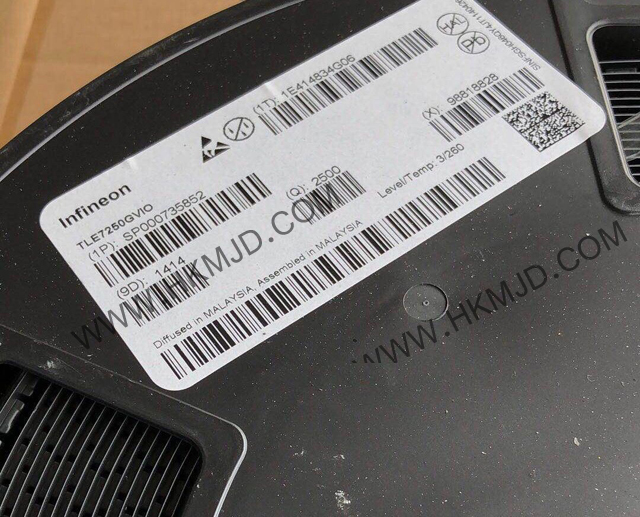 Infineon
TLE7250GVIO
(1P): SP000735852
(9D): 1414
(1T): 1E414834G06
(X): 98818828
(Q): 2500
Level/Temp: 3/260
Diffused in MALAYSIA, Assembled in MALAYSIA
WWW.HKMJD.COM
WWW.HKMJD.COM